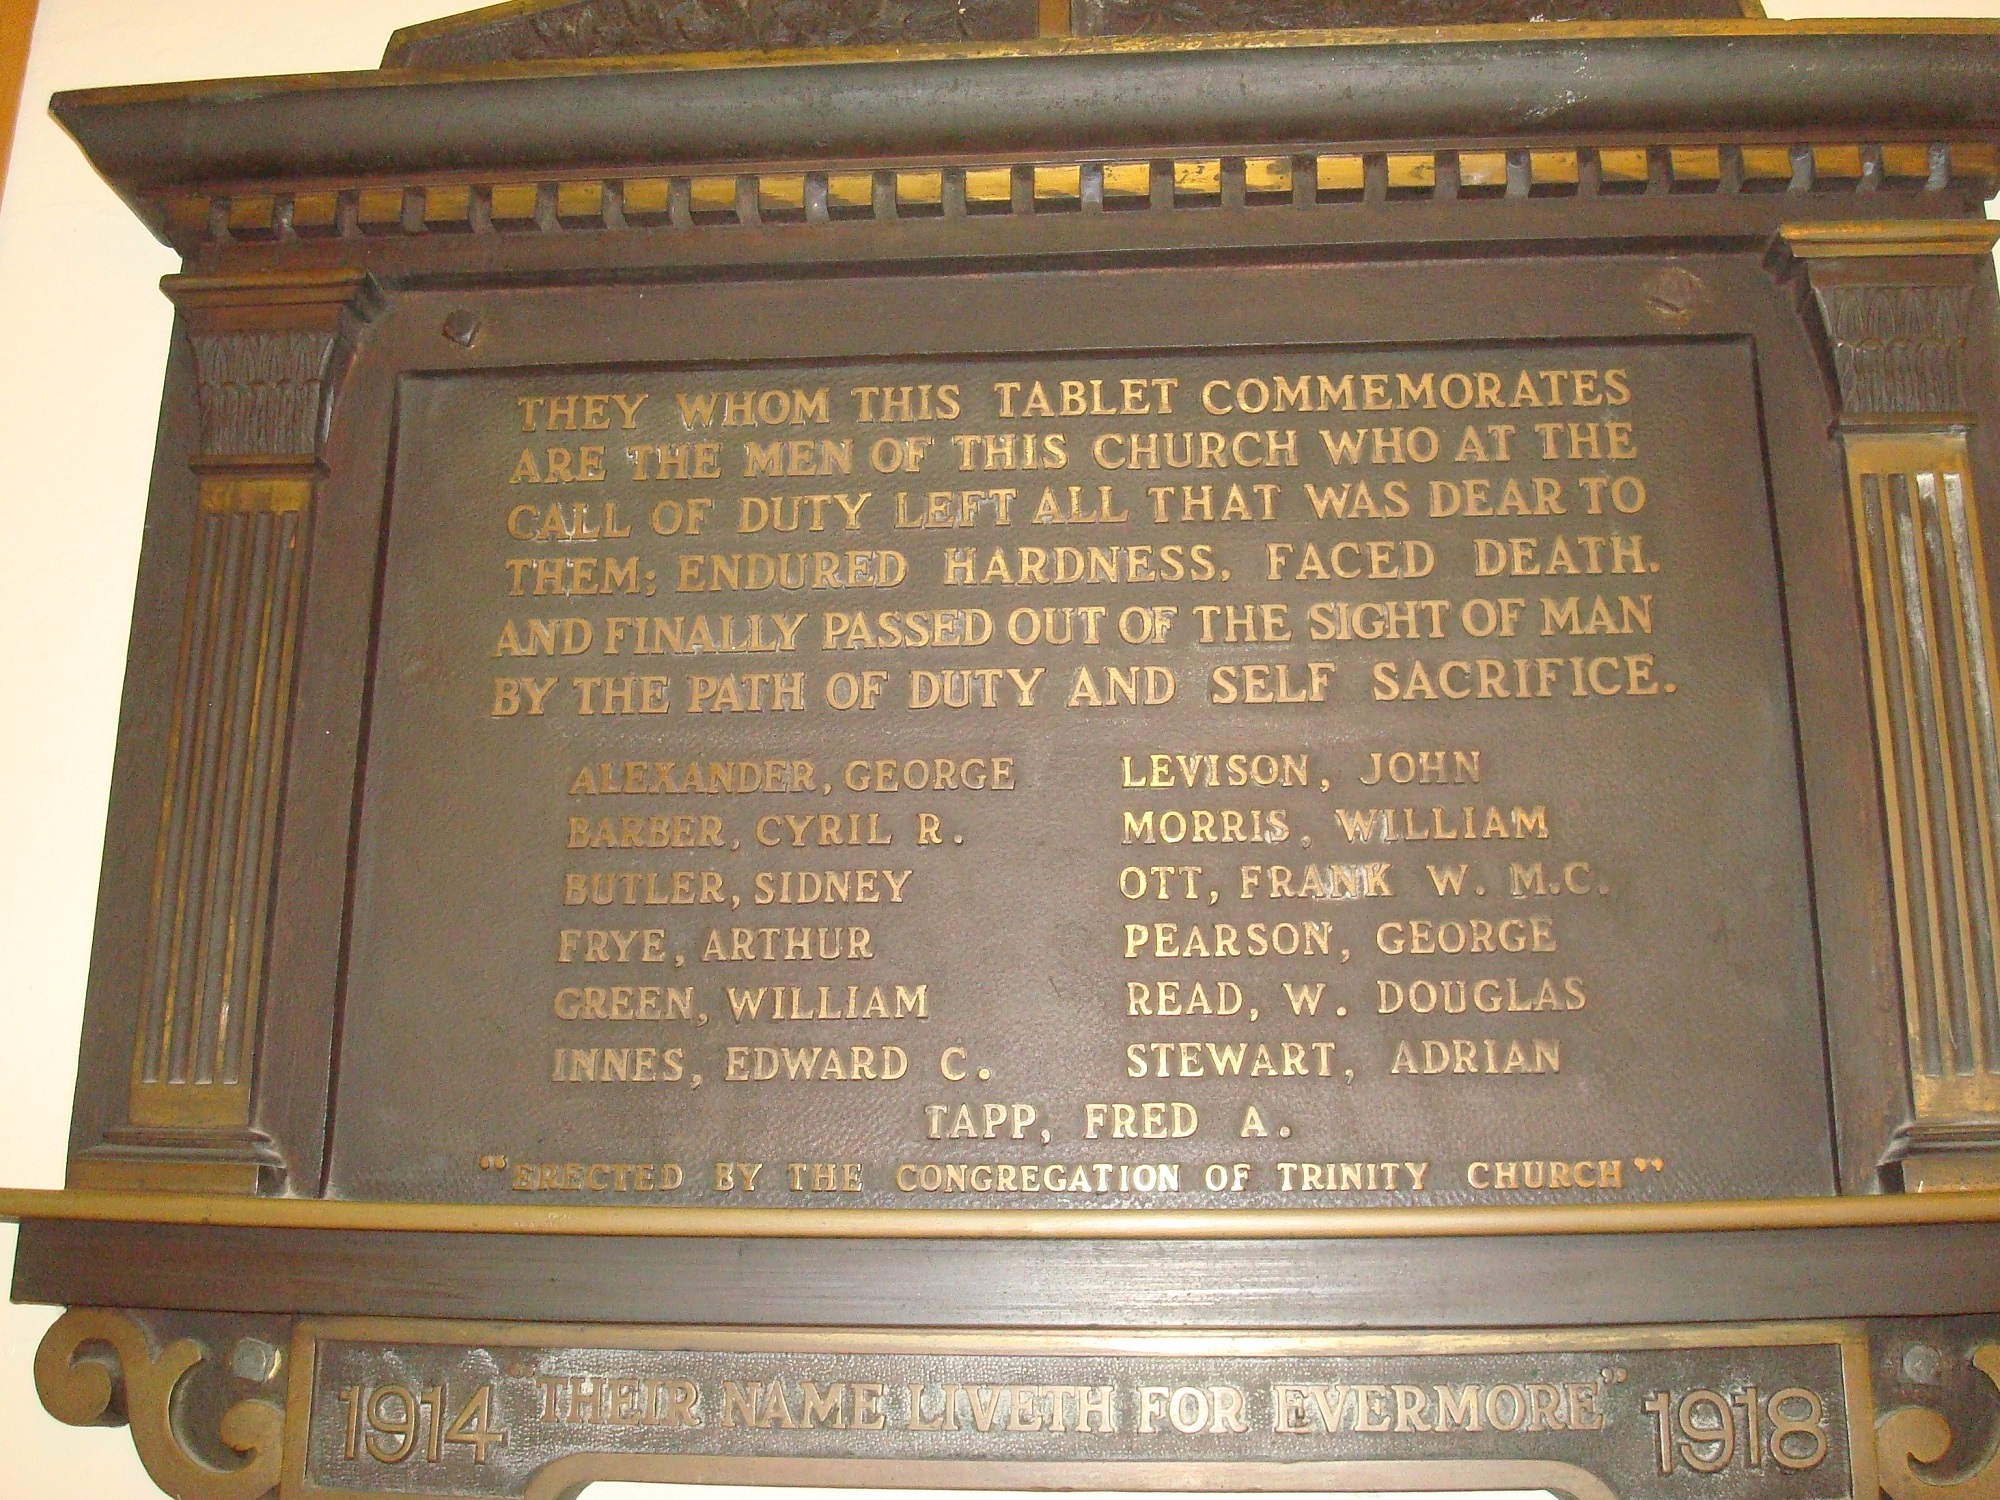 THEY WHOM THIS TABLET COMMEMORATES
ARE THE MEN OF THIS CHURCH WHO AT THE
CALL OF DUTY LEFT ALL THAT WAS DEAR TO
THEM; ENDURED HARDNESS, FACED DEATH.
AND FINALLY PASSED OUT OF THE SIGHT OF MAN
BY THE PATH OF DUTY AND SELF SACRIFICE.
ALEXANDER, GEORGE
BARBER, CYRIL R.
BUTLER, SIDNEY
FRYE, ARTHUR
GREEN, WILLIAM
INNES, EDWARD C.
LEVISON, JOHN
MORRIS, WILLIAM
OTT, FRANK W. M.C.
PEARSON, GEORGE
READ, W. DOUGLAS
STEWART, ADRIAN
TAPP, FRED A.
"ERECTED BY THE CONGREGATION OF TRINITY CHURCH"
1914 "THEIR NAME LIVETH FOR EVERMORE" 1918